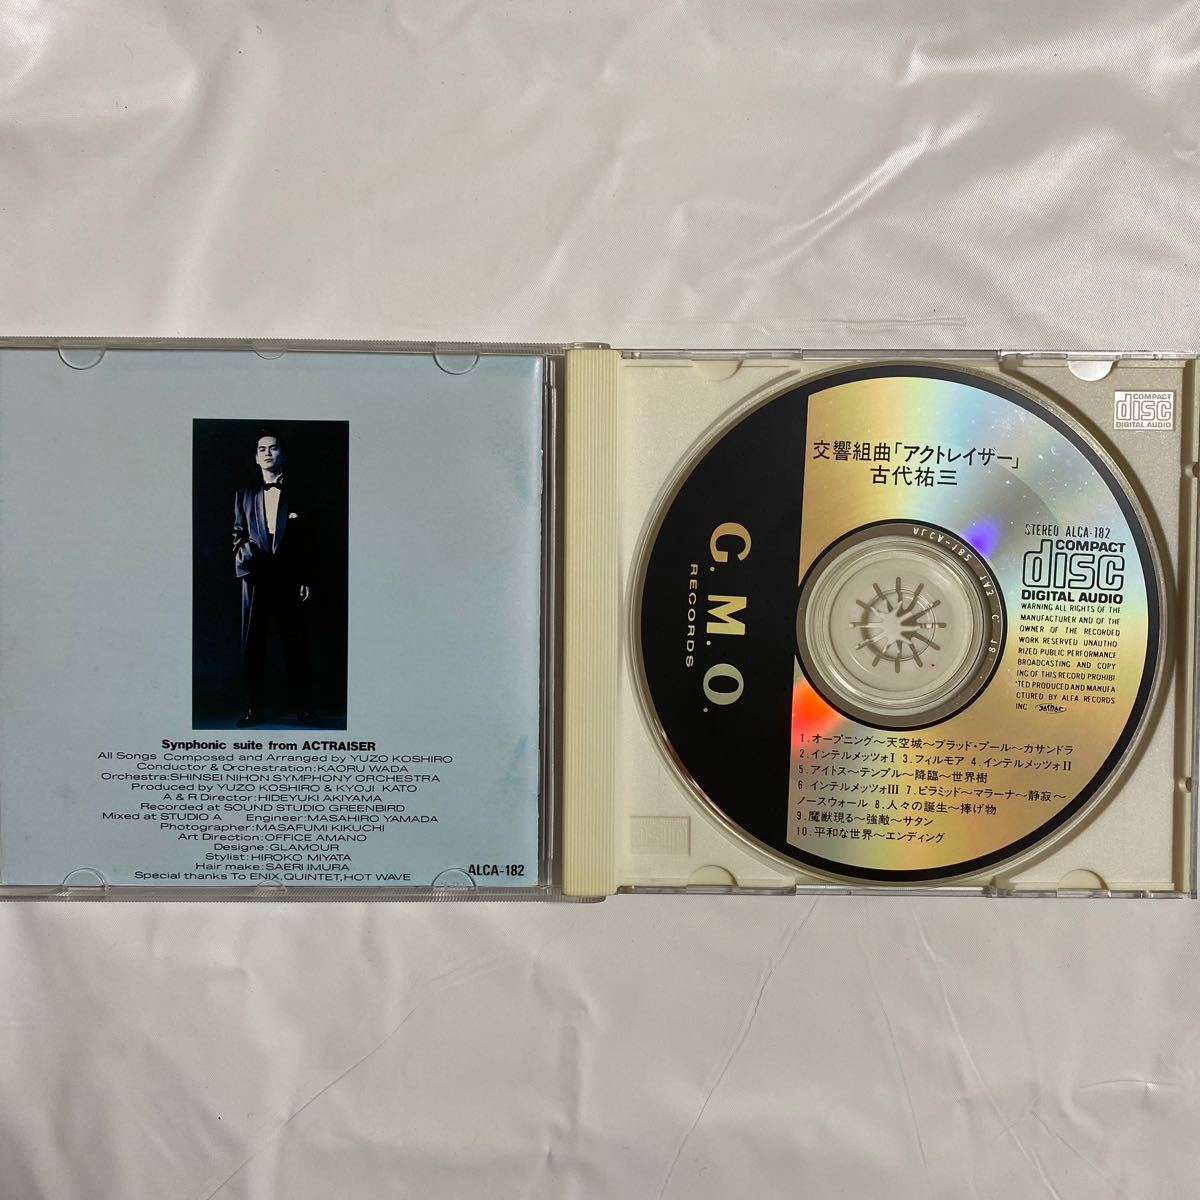 Synphonic suite from ACTRAISER
All Songs Composed and Arranged by YUZO KOSHIRO
Conductor & Orchestration:KAORU WADA
Orchestra:SHINSEI NIHON SYMPHONY ORCHESTRA
Produced by YUZO KOSHIRO & KYOJI KATO
A & R Director:HIDEYUKI AKIYAMA
Recorded at SOUND STUDIO GREENBIRD
Mixed at STUDIO A Engineer:MASAHIRO YAMADA
Photographer:MASAFUMI KIKUCHI
Art Direction:OFFICE AMANO
Designe:GLAMOUR
Stylist:HIROKO MIYATA
Hair make:SAERI IMURA
Special thanks To ENIX,QUINTET,HOT WAVE
ALCA-182
COMPACT
disc
DIGITAL AUDIO
交響組曲「アクトレイザー」
古代祐三
G.M.O.
RECORDS
STEREO ALCA-182
COMPACT
disc
DIGITAL AUDIO
WARNING ALL RIGHTS OF THE
MANUFACTURER AND OF THE
OWNER OF THE RECORDED
WORK RESERVED UNAUTHO
RIZED PUBLIC PERFORMANCE
BROADCASTING AND COPY
ING OF THIS RECORD PROHIBI
TED PRODUCED AND MANUFA
CTURED BY ALFA RECORDS
INC
ALCA-182
1.オープニング〜天空城〜ブラッド・プール〜カサンドラ
2.インテルメッツォI 3.フィルモア 4.インテルメッツォII
5.アイトス〜テンプル〜降臨〜世界樹
6.インテルメッツォIII 7.ピラミッド〜マラーナ〜静寂〜
ノースウォール 8.人々の誕生〜捧げ物
9.魔獣現る〜強敵〜サタン
10.平和な世界〜エンディング
disc